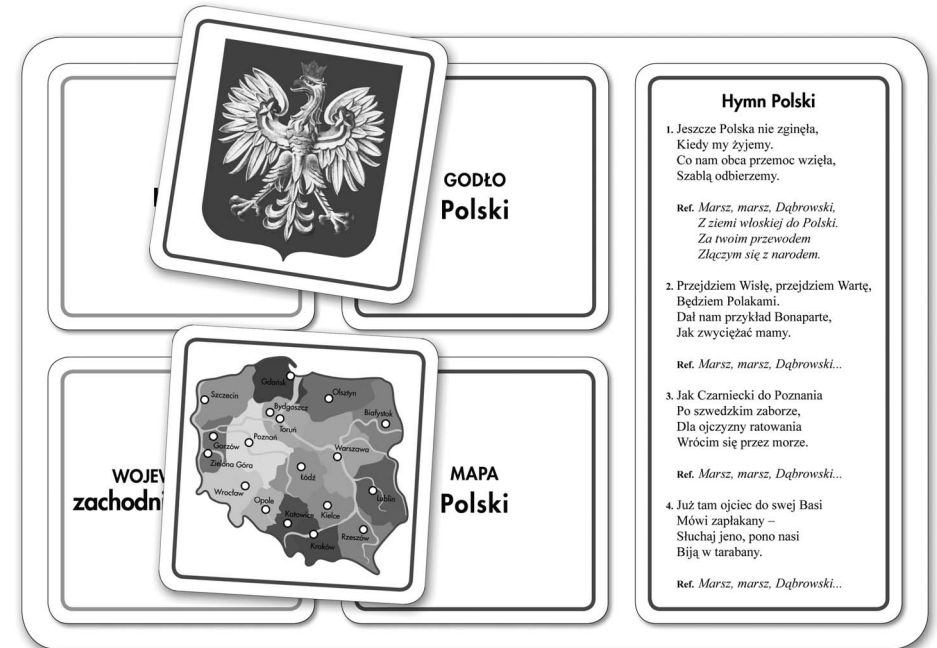 GODŁO
Polski
Hymn Polski
1. Jeszcze Polska nie zginęła,
Kiedy my żyjemy.
Co nam obca przemoc wzięła,
Szablą odbierzemy.
Ref. Marsz, marsz, Dąbrowski,
Z ziemi włoskiej do Polski.
Za twoim przewodem
Złączym się z narodem.
2. Przejdziem Wisłę, przejdziem Wartę,
Będziem Polakami.
Dał nam przykład Bonaparte,
Jak zwyciężać mamy.
Ref. Marsz, marsz, Dąbrowski...
3. Jak Czarniecki do Poznania
Po szwedzkim zaborze,
Dla ojczyzny ratowania
Wrócim się przez morze.
Ref. Marsz, marsz, Dąbrowski...
4. Już tam ojciec do swej Basi
Mówi zapłakany –
Słuchaj jeno, pono nasi
Biją w tarabany.
Ref. Marsz, marsz, Dąbrowski...
WOJEW
zachodni
Gdańsk
Olsztyn
Szczecin
Bydgoszcz
Białystok
Toruń
Gorzów
Poznań
Warszawa
Zielona Góra
Łódź
Wrocław
Lublin
Opole
Katowice
Kielce
Rzeszów
Kraków
MAPA
Polski